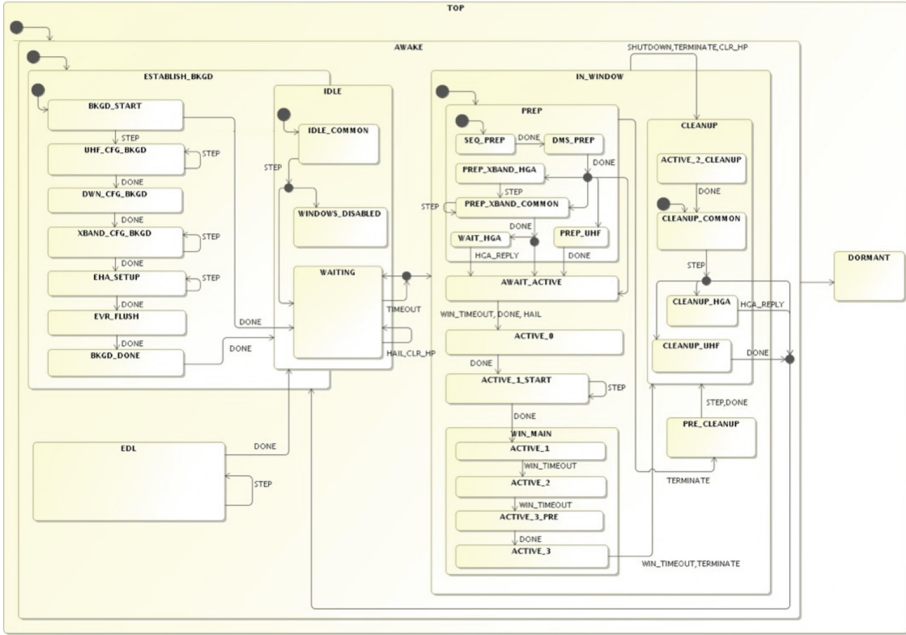 TOP
AWAKE
ESTABLISH_BKGD
BKGD_START
STEP
UHF_CFG_BKGD
STEP
DONE
DWN_CFG_BKGD
DONE
XBAND_CFG_BKGD
STEP
DONE
EHA_SETUP
STEP
DONE
EVR_FLUSH
DONE
BKGD_DONE
DONE
DONE
IDLE
IDLE_COMMON
STEP
WINDOWS_DISABLED
WAITING
TIMEOUT
HAIL,CLR_HP
EDL
DONE
STEP
SHUTDOWN,TERMINATE,CLR_HP
IN_WINDOW
PREP
SEQ_PREP
DONE
DMS_PREP
DONE
PREP_XBAND_HGA
STEP
STEP
PREP_XBAND_COMMON
DONE
WAIT_HGA
PREP_UHF
HGA_REPLY
DONE
AWAIT_ACTIVE
WIN_TIMEOUT, DONE, HAIL
ACTIVE_0
DONE
ACTIVE_1_START
STEP
DONE
WIN_MAIN
ACTIVE_1
WIN_TIMEOUT
ACTIVE_2
WIN_TIMEOUT
ACTIVE_3_PRE
DONE
ACTIVE_3
WIN_TIMEOUT,TERMINATE
CLEANUP
ACTIVE_2_CLEANUP
DONE
CLEANUP_COMMON
STEP
CLEANUP_HGA
HGA_REPLY
CLEANUP_UHF
DONE
STEP,DONE
PRE_CLEANUP
TERMINATE
DORMANT